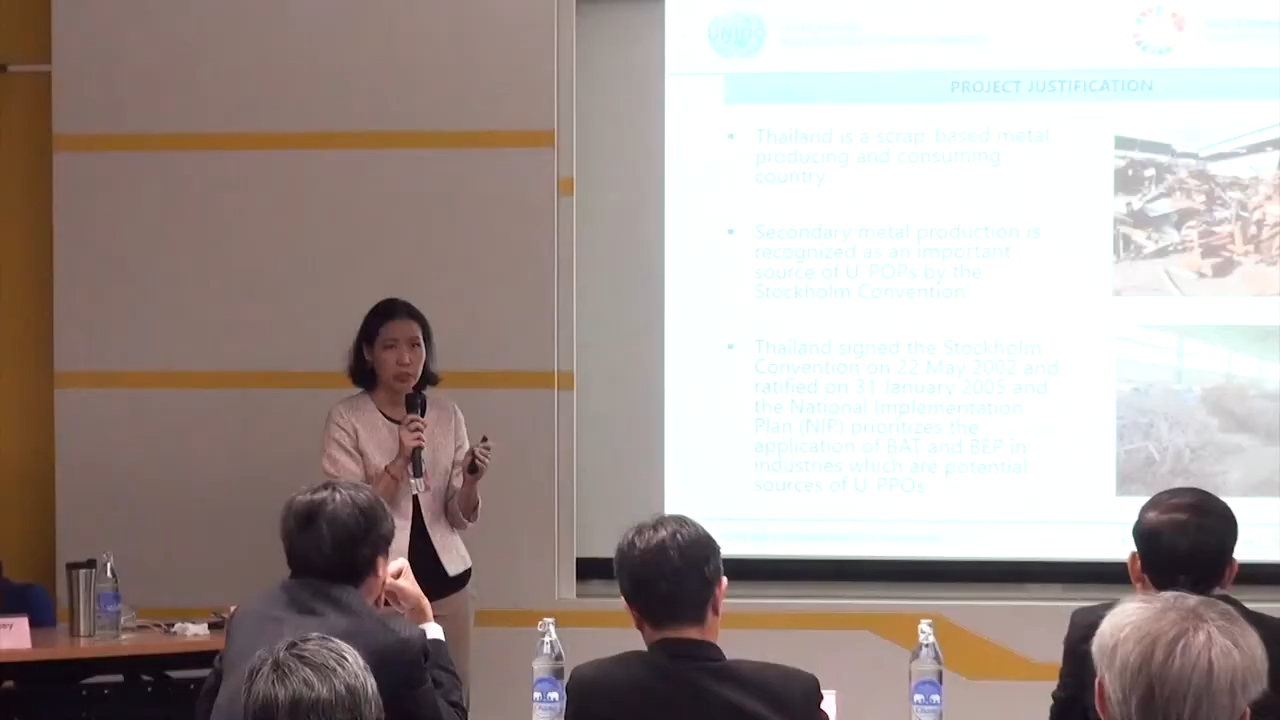 UNIDO
PROJECT JUSTIFICATION
▪ Thailand is a scrap based metal
producing and consuming
country
▪ Secondary metal production is
recognized as an important
source of U POPs by the
Stockholm Convention
▪ Thailand signed the Stockholm
Convention on 22 May 2002 and
ratified on 31 January 2005 and
the National Implementation
Plan (NIP) prioritizes the
application of BAT and BEP in
industries which are potential
sources of U PPOs
Chang